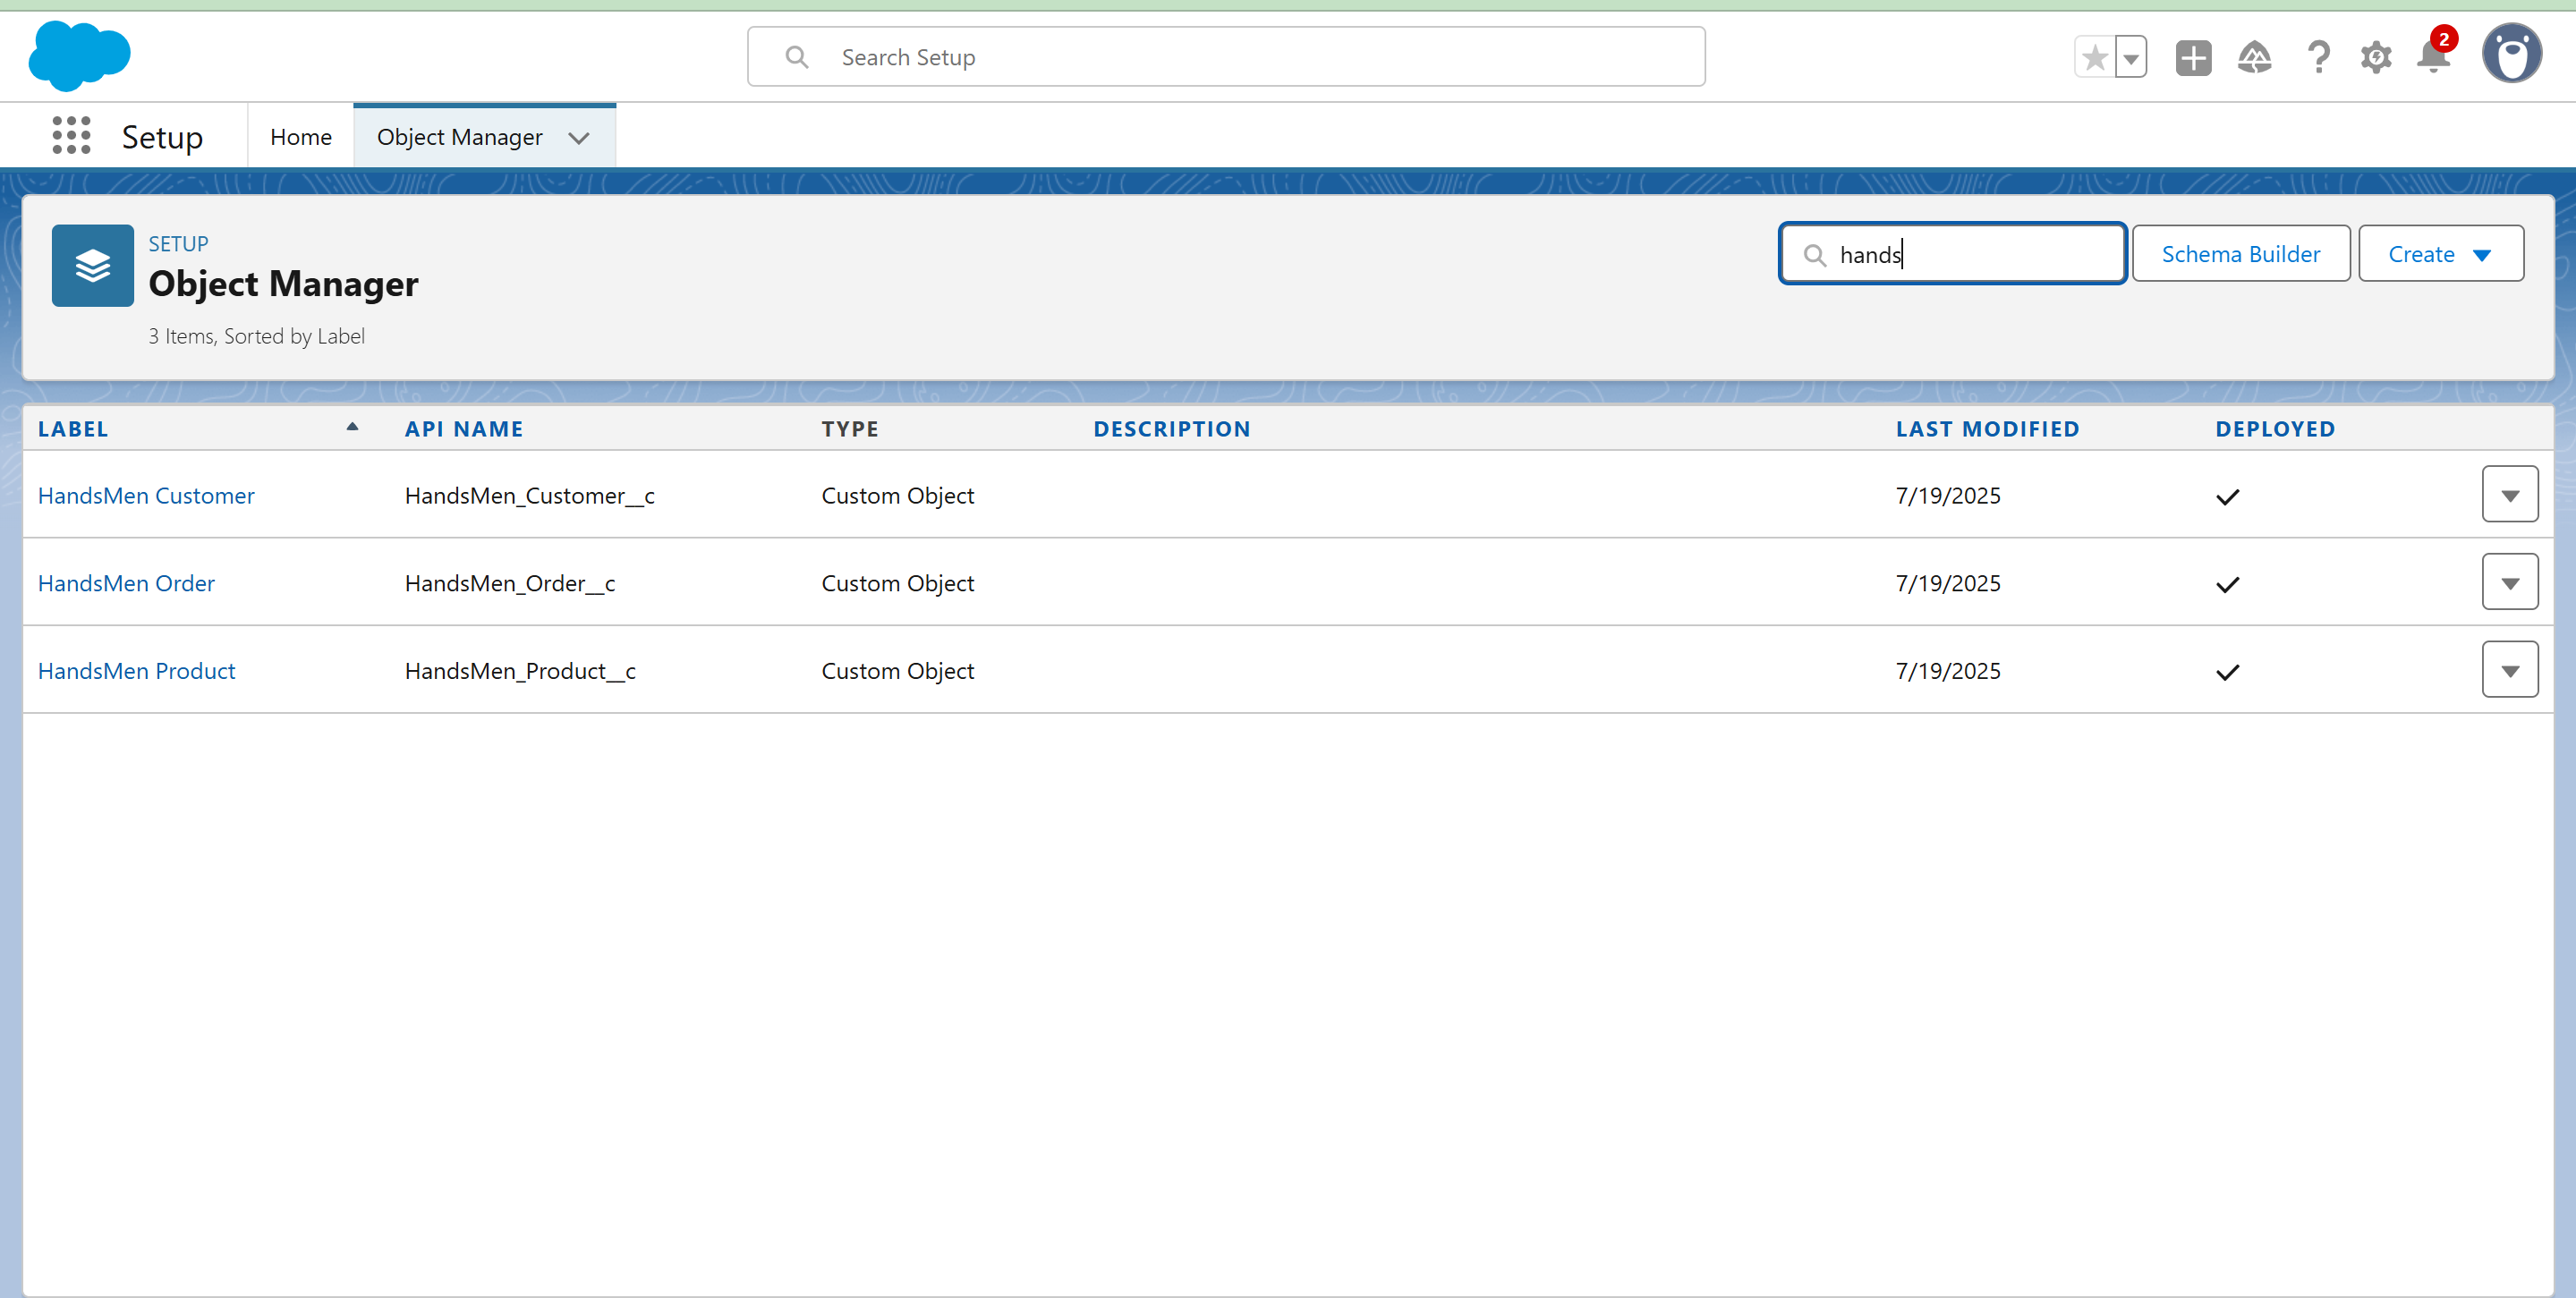 Search Setup
2
Setup
Home
Object Manager
SETUP
Object Manager
3 Items, Sorted by Label
hands
Schema Builder
Create
LABEL API NAME TYPE DESCRIPTION LAST MODIFIED DEPLOYED
HandsMen Customer HandsMen_Customer__c Custom Object 7/19/2025
HandsMen Order HandsMen_Order__c Custom Object 7/19/2025
HandsMen Product HandsMen_Product__c Custom Object 7/19/2025